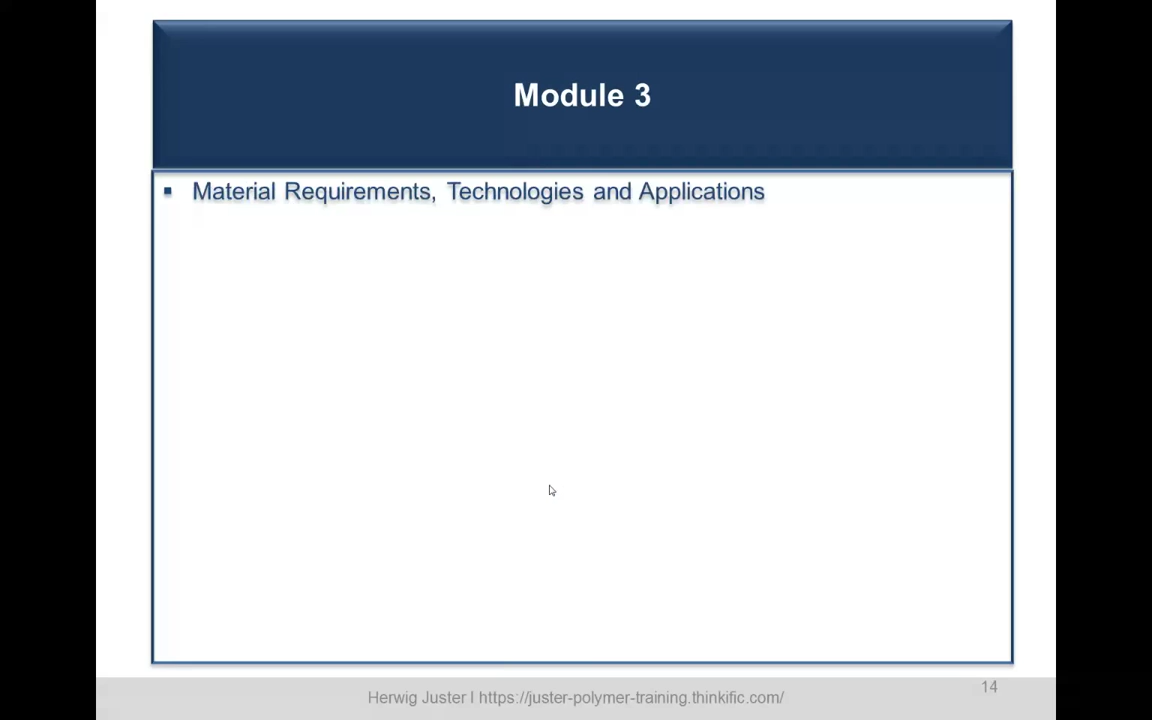 Module 3
▪ Material Requirements, Technologies and Applications
14
Herwig Juster I https://juster-polymer-training.thinkific.com/